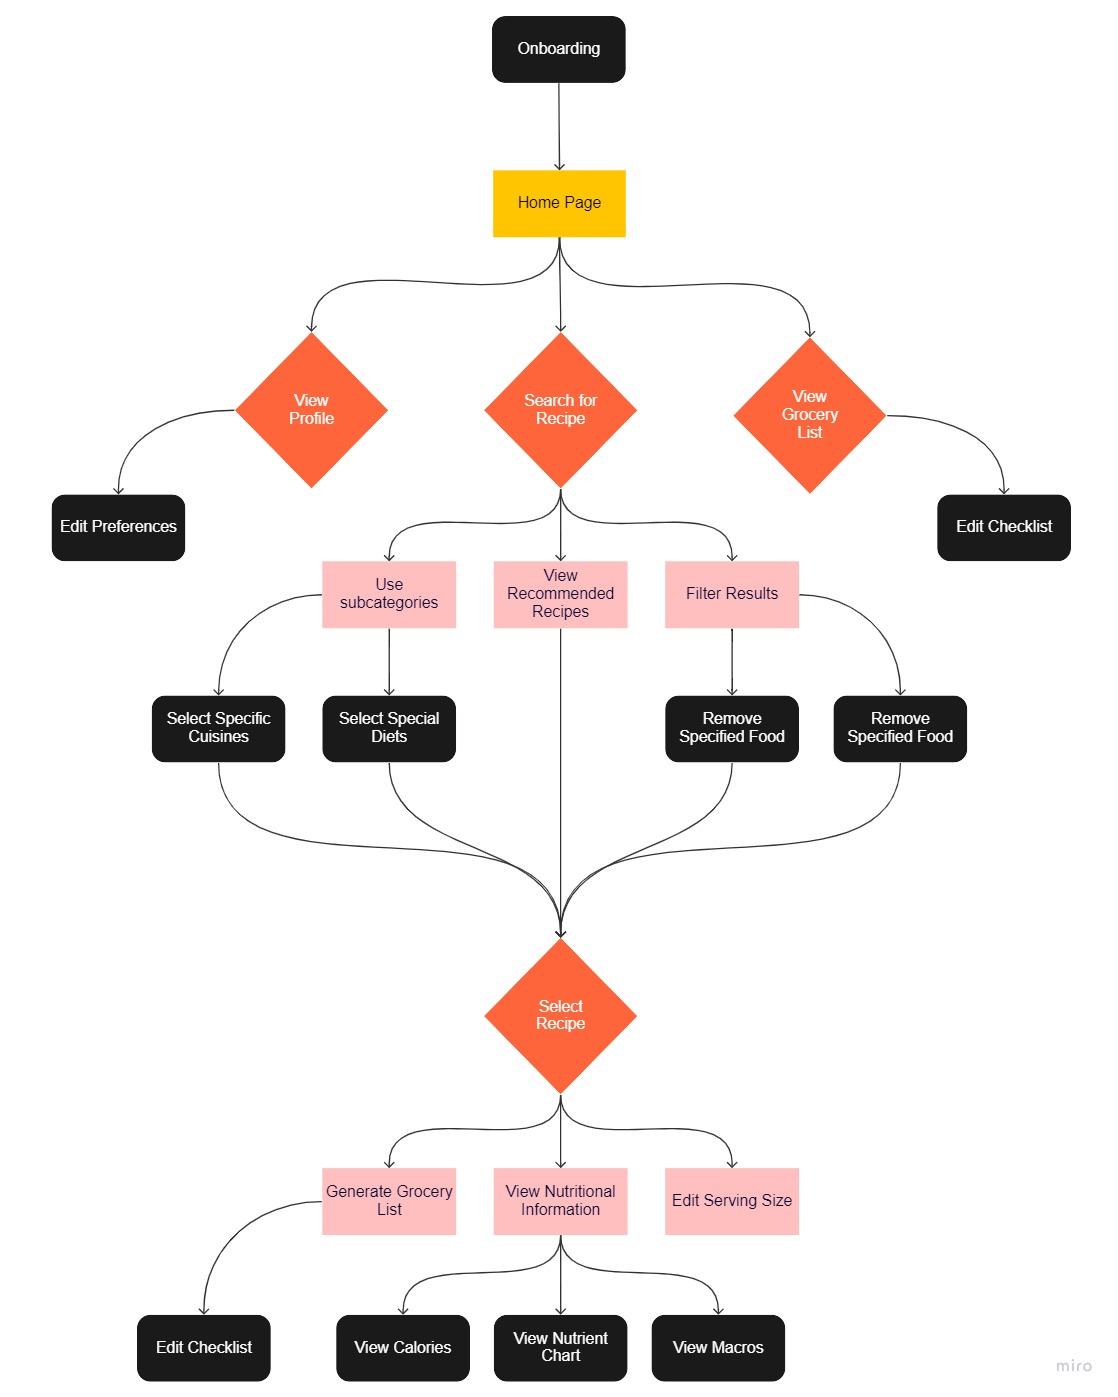 Onboarding
Home Page
View
Profile
Search for
Recipe
View
Grocery
List
Edit Preferences
Edit Checklist
Use
subcategories
View
Recommended
Recipes
Filter Results
Select Specific
Cuisines
Select Special
Diets
Remove
Specified Food
Remove
Specified Food
Select
Recipe
Generate Grocery
List
View Nutritional
Information
Edit Serving Size
Edit Checklist
View Calories
View Nutrient
Chart
View Macros
miro